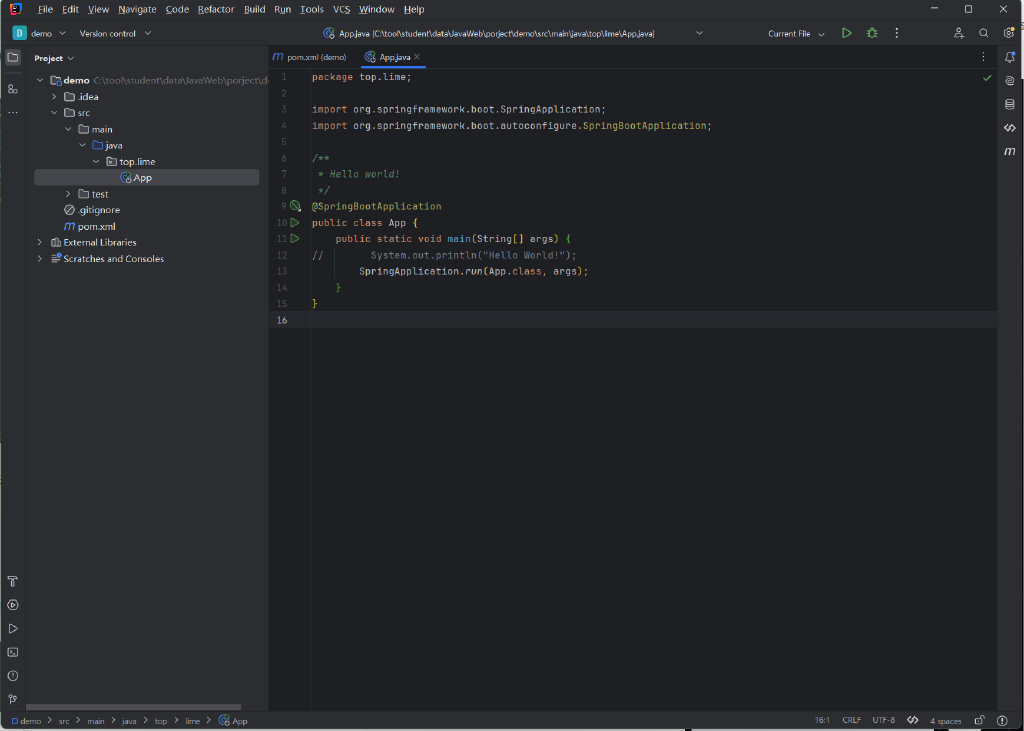 File Edit View Navigate Code Refactor Build Run Tools VCS Window Help
D demo Version control App.java [C:\tool\student\data\JavaWeb\porject\demo\src\main\java\top\lime\App.java] Current File
Project
pom.xml (demo) App.java
demo C:\tool\student\data\JavaWeb\porject\d
.idea
src
main
java
top.lime
App
test
.gitignore
pom.xml
External Libraries
Scratches and Consoles
1 package top.lime;
2
3 import org.springframework.boot.SpringApplication;
4 import org.springframework.boot.autoconfigure.SpringBootApplication;
5
6 /**
7  * Hello world!
8  */
9 @SpringBootApplication
10 public class App {
11     public static void main(String[] args) {
12 //        System.out.println("Hello World!");
13         SpringApplication.run(App.class, args);
14     }
15 }
16
demo > src > main > java > top > lime > App 16:1 CRLF UTF-8 4 spaces